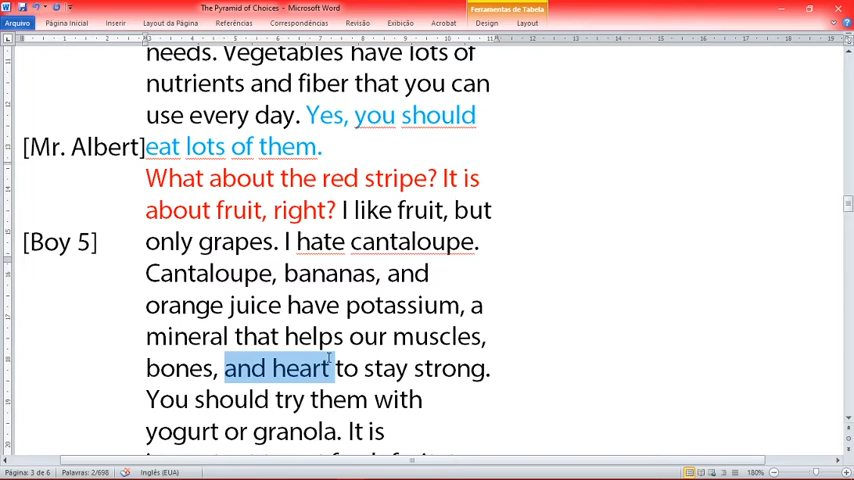 The Pyramid of Choices - Microsoft Word
Ferramentas de Tabela
Arquivo Página Inicial Inserir Layout da Página Referências Correspondências Revisão Exibição Acrobat Design Layout
needs. Vegetables have lots of
nutrients and fiber that you can
use every day. Yes, you should
[Mr. Albert] eat lots of them.
What about the red stripe? It is
about fruit, right? I like fruit, but
[Boy 5] only grapes. I hate cantaloupe.
Cantaloupe, bananas, and
orange juice have potassium, a
mineral that helps our muscles,
bones, and heart to stay strong.
You should try them with
yogurt or granola. It is
Página: 3 de 6 Palavras: 2/698 Inglês (EUA) 180%